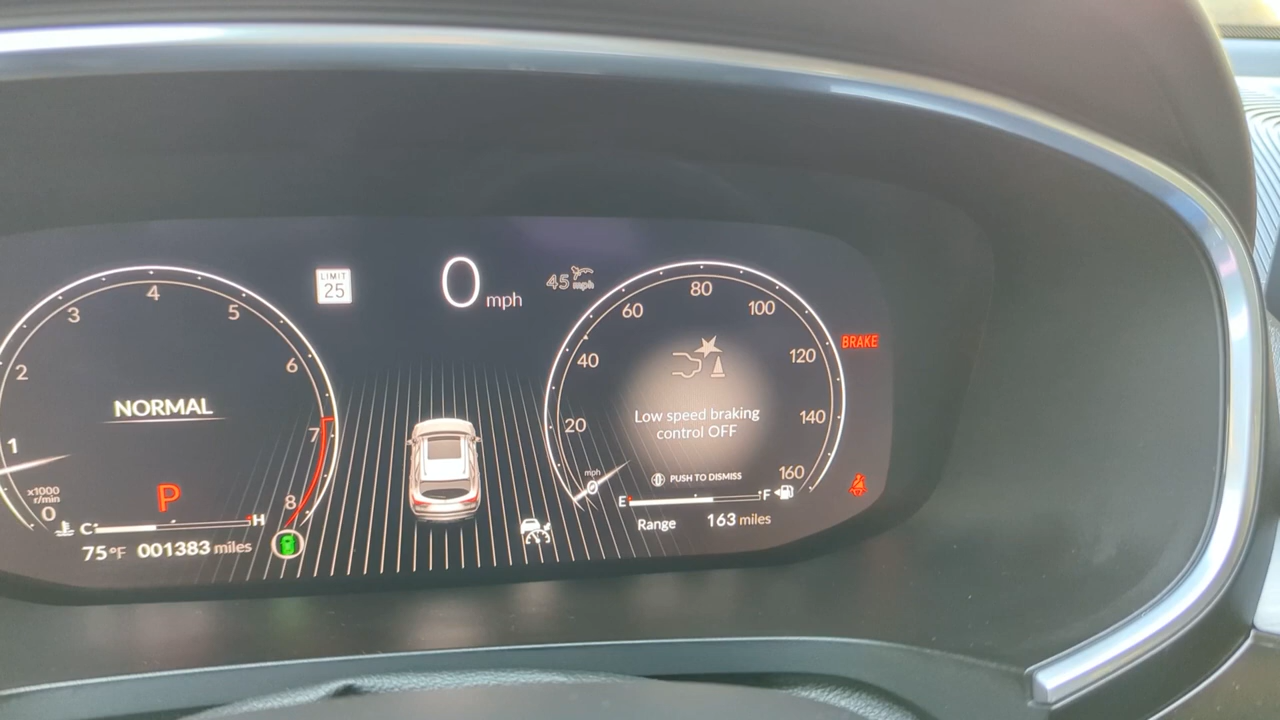 LIMIT
25
0 mph
45 mph
1
2
3
4
5
6
7
8
NORMAL
x1000
r/min
0
P
C
H
75°F 001383 miles
20
40
60
80
100
120
140
160
mph
0
Low speed braking
control OFF
PUSH TO DISMISS
E
F
Range 163 miles
BRAKE